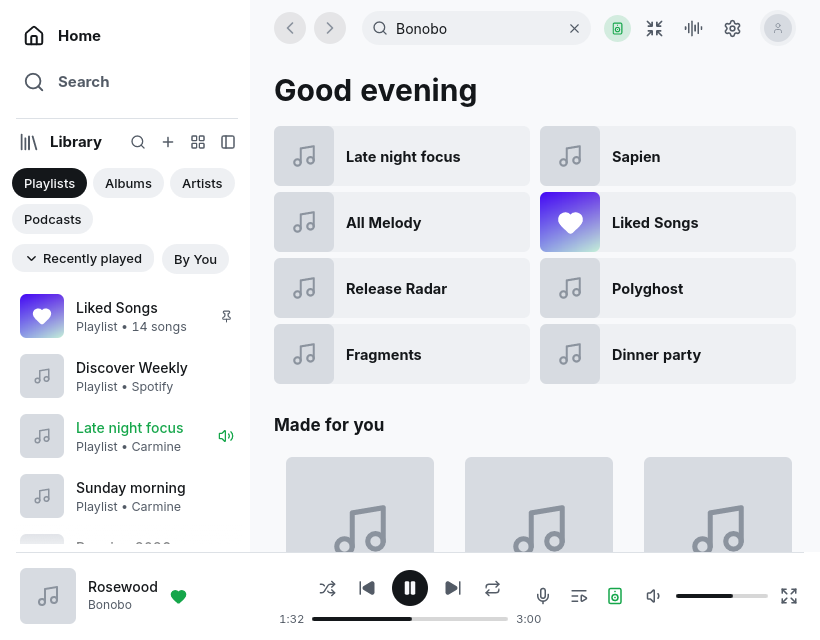 Home
Search
Library
Playlists
Albums
Artists
Podcasts
Recently played
By You
Liked Songs
Playlist • 14 songs
Discover Weekly
Playlist • Spotify
Late night focus
Playlist • Carmine
Sunday morning
Playlist • Carmine
Bonobo
Good evening
Late night focus
Sapien
All Melody
Liked Songs
Release Radar
Polyghost
Fragments
Dinner party
Made for you
Rosewood
Bonobo
1:32
3:00